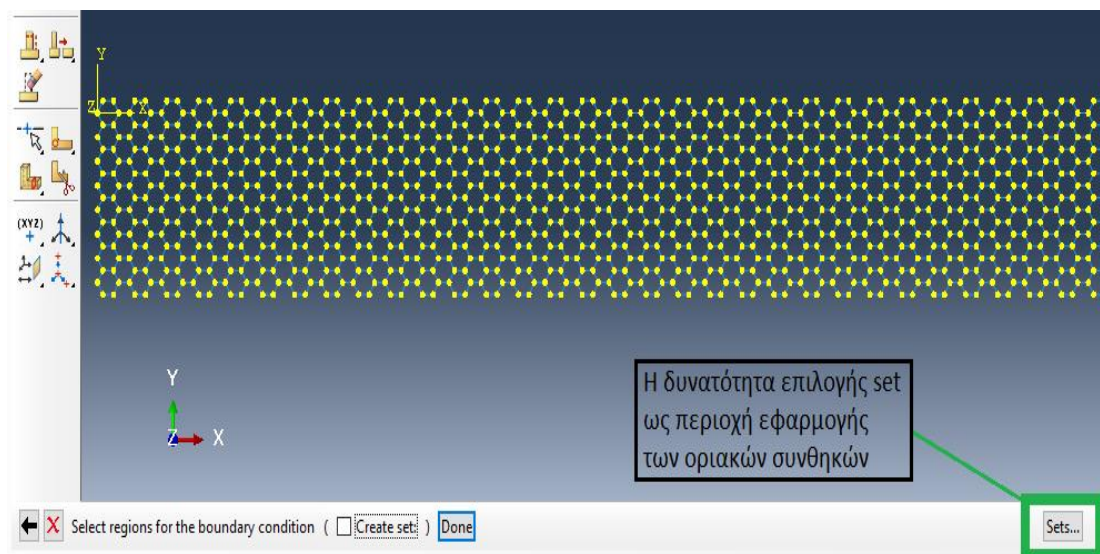 Y
Z
X
(XYZ)
Y
Z
X
Η δυνατότητα επιλογής set
ως περιοχή εφαρμογής
των οριακών συνθηκών
Select regions for the boundary condition ( Create set: ) Done
Sets...